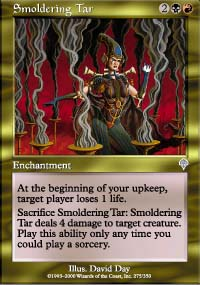 Smoldering Tar
2
Enchantment
At the beginning of your upkeep,
target player loses 1 life.
Sacrifice Smoldering Tar: Smoldering
Tar deals 4 damage to target creature.
Play this ability only any time you
could play a sorcery.
Illus. David Day
©1993-2000 Wizards of the Coast, Inc. 275/350